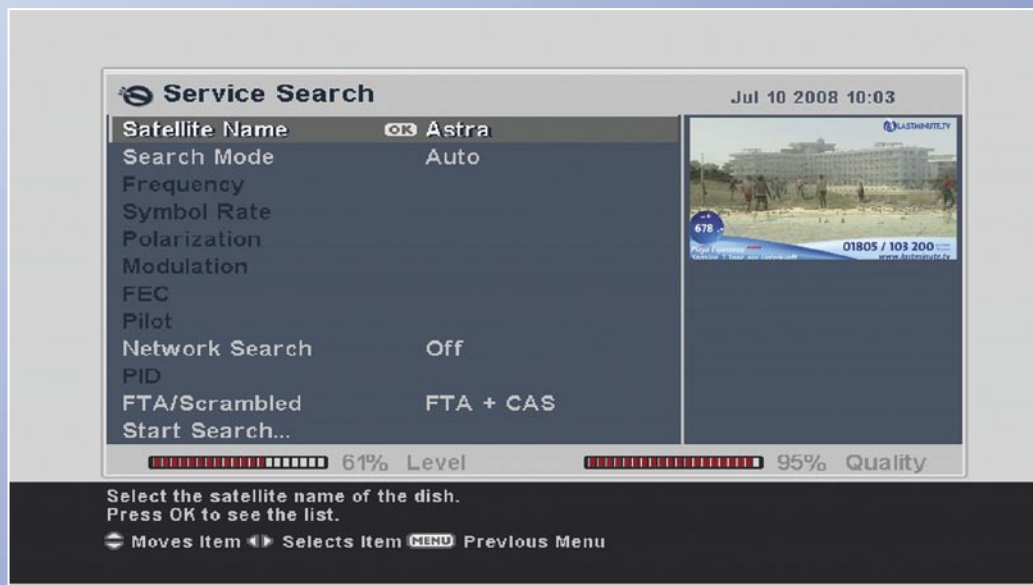 Service Search
Jul 10 2008 10:03
Satellite Name OK Astra
Search Mode Auto
Frequency
Symbol Rate
Polarization
Modulation
FEC
Pilot
Network Search Off
PID
FTA/Scrambled FTA + CAS
Start Search...
LASTMINUTE.TV
678
01805 / 103 200
www.lastminute.tv
61% Level
95% Quality
Select the satellite name of the dish.
Press OK to see the list.
Moves Item Selects Item MENU Previous Menu